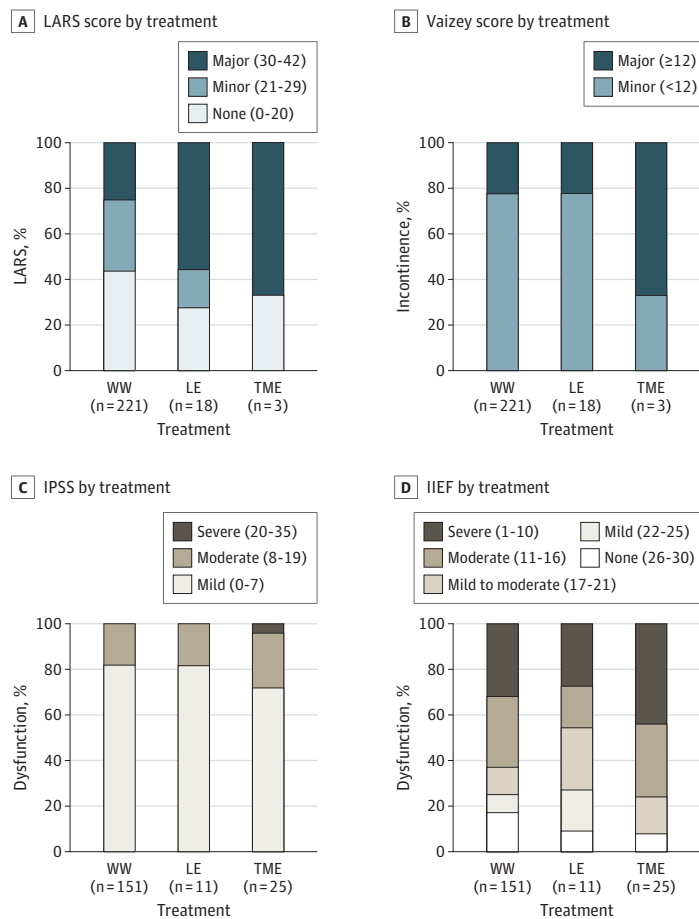 A LARS score by treatment
Major (30-42)
Minor (21-29)
None (0-20)
100
80
60
40
20
0
LARS, %
WW
(n=221)
LE
(n=18)
TME
(n=3)
Treatment
B Vaizey score by treatment
Major (≥12)
Minor (<12)
100
80
60
40
20
0
Incontinence, %
WW
(n=221)
LE
(n=18)
TME
(n=3)
Treatment
C IPSS by treatment
Severe (20-35)
Moderate (8-19)
Mild (0-7)
100
80
60
40
20
0
Dysfunction, %
WW
(n=151)
LE
(n=11)
TME
(n=25)
Treatment
D IIEF by treatment
Severe (1-10)
Moderate (11-16)
Mild to moderate (17-21)
Mild (22-25)
None (26-30)
100
80
60
40
20
0
Dysfunction, %
WW
(n=151)
LE
(n=11)
TME
(n=25)
Treatment